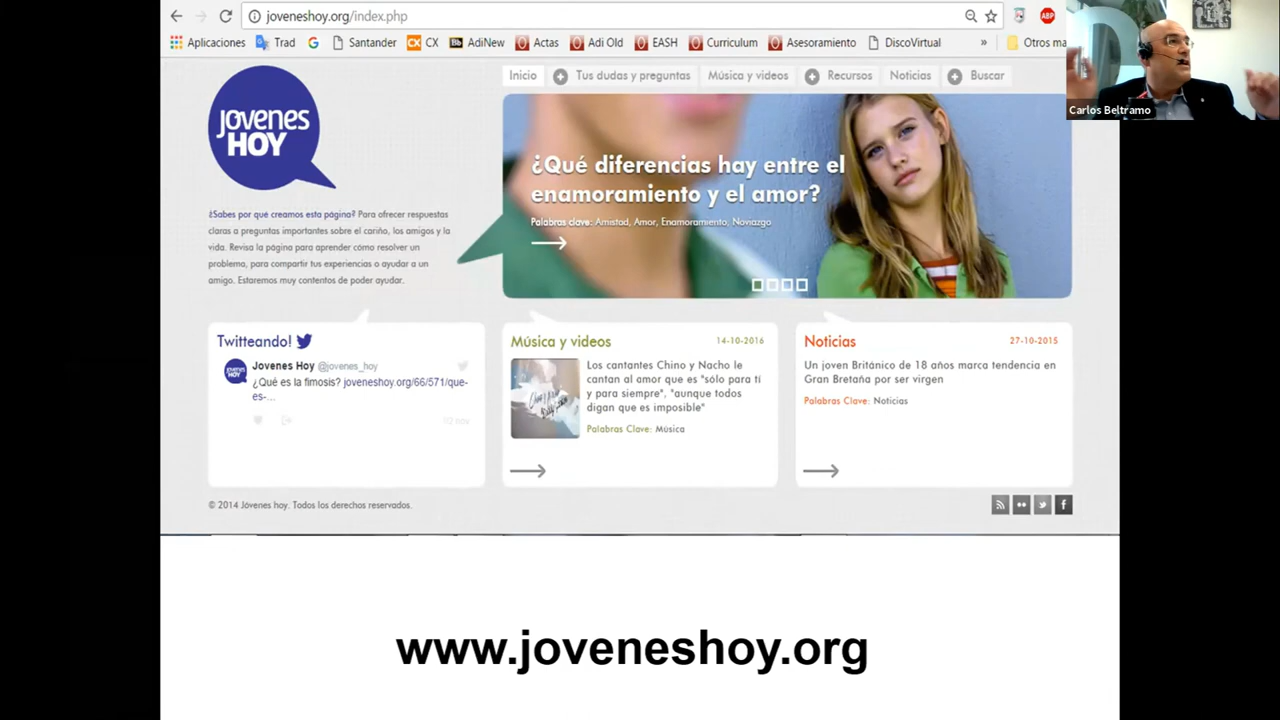 joveneshoy.org/index.php
ABP
Aplicaciones Trad Santander CX CX Bb AdiNew Actas Adi Old EASH Curriculum Asesoramiento DiscoVirtual » Otros ma
Carlos Beltramo
jovenes
HOY
Inicio Tus dudas y preguntas Música y videos Recursos Noticias Buscar
¿Qué diferencias hay entre el
enamoramiento y el amor?
Palabras clave: Amistad, Amor, Enamoramiento, Noviazgo
¿Sabes por qué creamos esta página? Para ofrecer respuestas
claras a preguntas importantes sobre el cariño, los amigos y la
vida. Revisa la página para aprender cómo resolver un
problema, para compartir tus experiencias o ayudar a un
amigo. Estaremos muy contentos de poder ayudar.
Twitteando!
Jovenes Hoy @jovenes_hoy
¿Qué es la fimosis? joveneshoy.org/66/571/que-
es-...
Música y videos 14-10-2016
Los cantantes Chino y Nacho le
cantan al amor que es "sólo para tí
y para siempre", "aunque todos
digan que es imposible"
Palabras Clave: Música
Noticias 27-10-2015
Un joven Británico de 18 años marca tendencia en
Gran Bretaña por ser virgen
Palabras Clave: Noticias
© 2014 Jóvenes hoy. Todos los derechos reservados.
www.joveneshoy.org